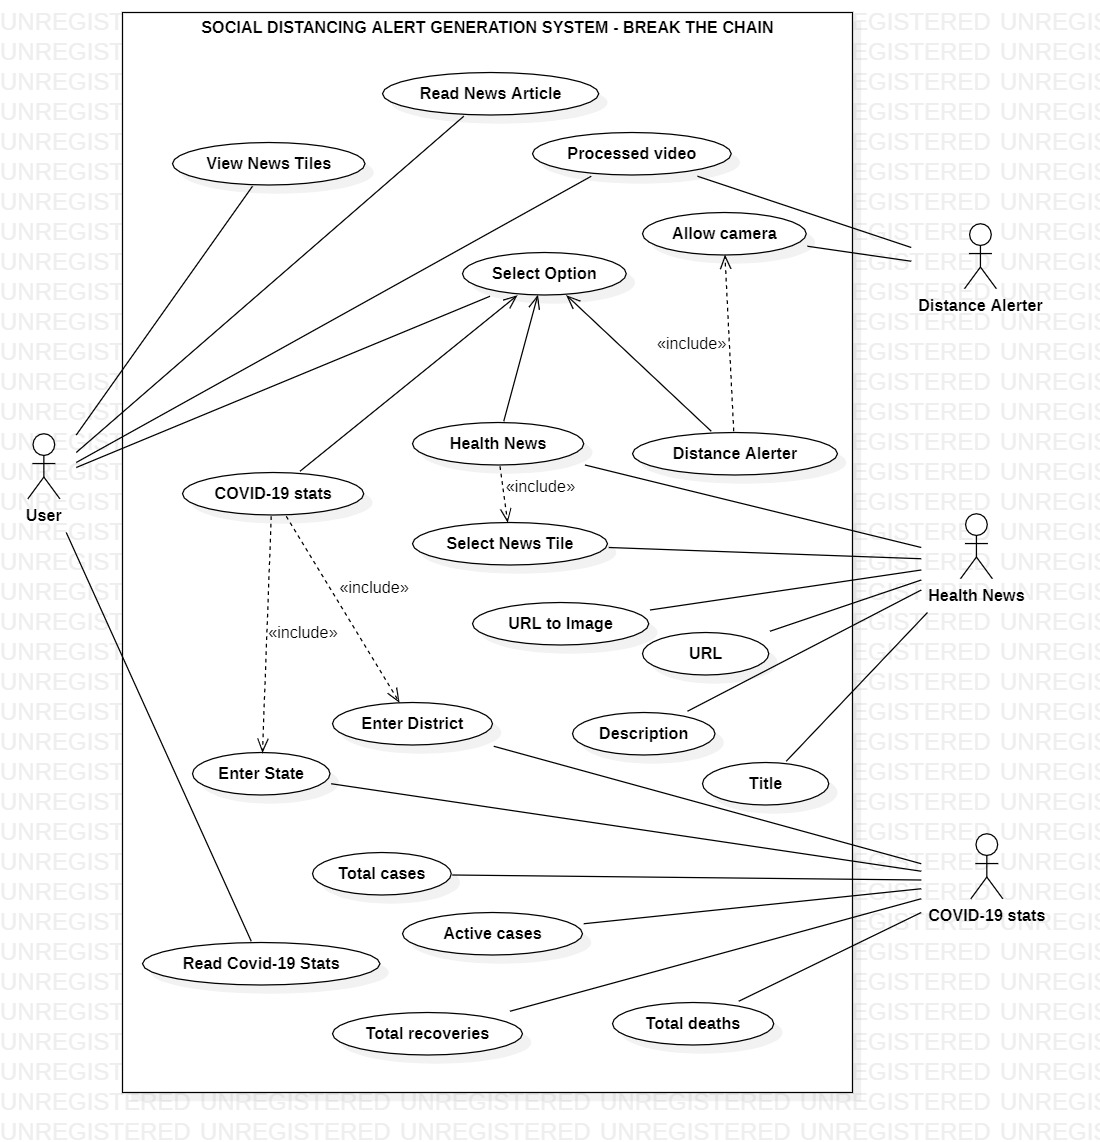 SOCIAL DISTANCING ALERT GENERATION SYSTEM - BREAK THE CHAIN
Read News Article
Processed video
View News Tiles
Allow camera
Select Option
Distance Alerter
«include»
Health News
Distance Alerter
«include»
COVID-19 stats
User
Select News Tile
«include»
Health News
URL to Image
«include»
URL
Enter District
Description
Enter State
Title
Total cases
COVID-19 stats
Active cases
Read Covid-19 Stats
Total recoveries
Total deaths
UNREGISTERED UNREGISTERED UNREGISTERED UNREGISTERED UNREGISTERED